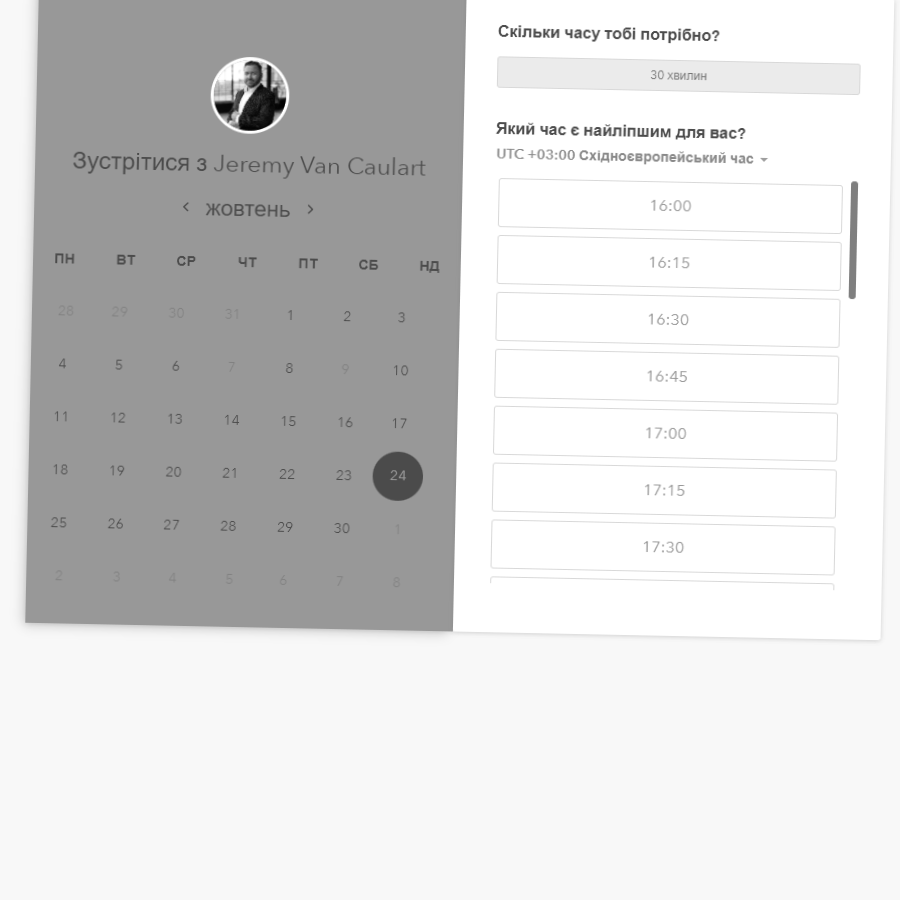 Зустрітися з Jeremy Van Caulart
‹ жовтень ›
ПН ВТ СР ЧТ ПТ СБ НД
28 29 30 31 1 2 3
4 5 6 7 8 9 10
11 12 13 14 15 16 17
18 19 20 21 22 23 24
25 26 27 28 29 30 1
2 3 4 5 6 7 8
Скільки часу тобі потрібно?
30 хвилин
Який час є найліпшим для вас?
UTC +03:00 Східноєвропейський час
16:00
16:15
16:30
16:45
17:00
17:15
17:30